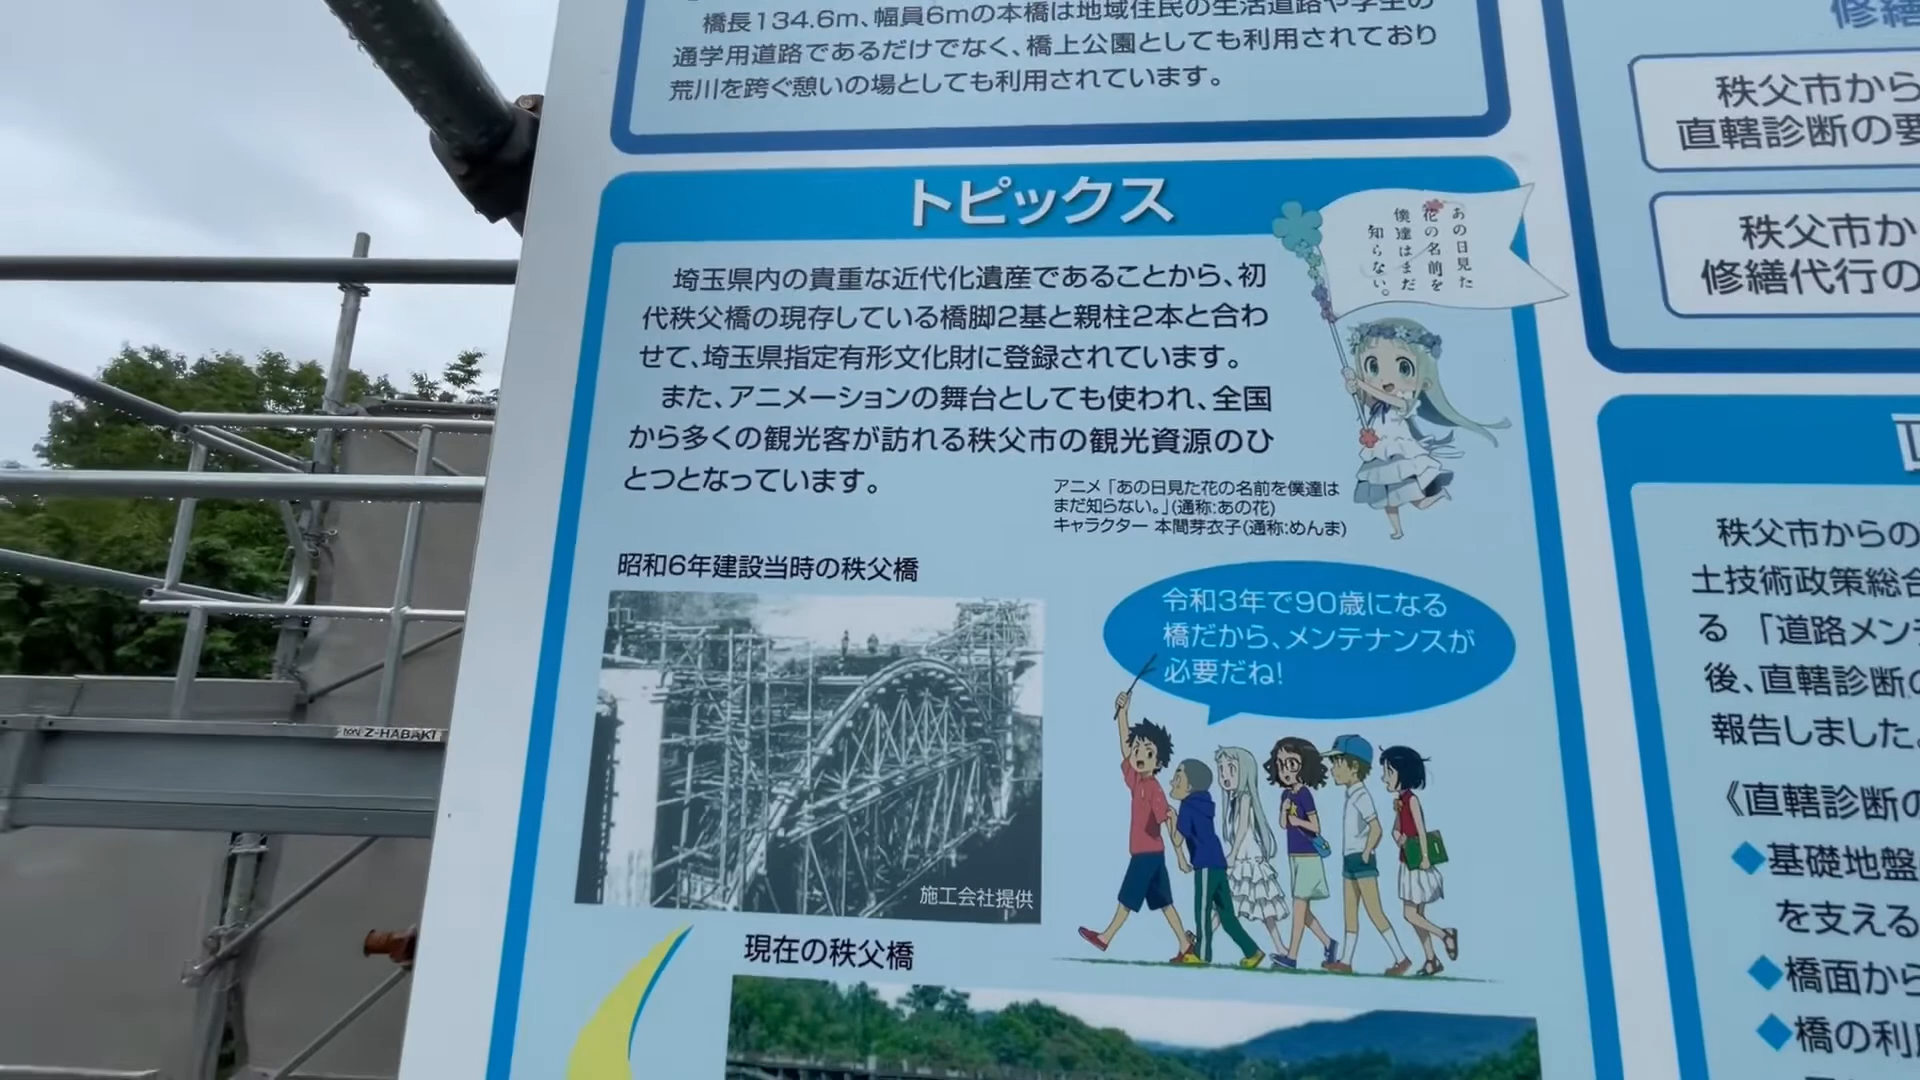 橋長134.6m、幅員6mの本橋は地域住民の生活道路や学生の
通学用道路であるだけでなく、橋上公園としても利用されており
荒川を跨ぐ憩いの場としても利用されています。
トピックス
あの日見た
花の名前を
僕達はまだ
知らない。
埼玉県内の貴重な近代化遺産であることから、初
代秩父橋の現存している橋脚2基と親柱2本と合わ
せて、埼玉県指定有形文化財に登録されています。
また、アニメーションの舞台としても使われ、全国
から多くの観光客が訪れる秩父市の観光資源のひ
とつとなっています。
アニメ「あの日見た花の名前を僕達は
まだ知らない。」(通称:あの花)
キャラクター 本間芽衣子(通称:めんま)
昭和6年建設当時の秩父橋
施工会社提供
令和3年で90歳になる
橋だから、メンテナンスが
必要だね!
現在の秩父橋
Z-HABAKI
修繕
秩父市から
直轄診断の要
秩父市か
修繕代行の
秩父市からの
土技術政策総合
る「道路メンテ
後、直轄診断の
報告しました。
《直轄診断の
◆基礎地盤
を支える
◆橋面から
◆橋の利用